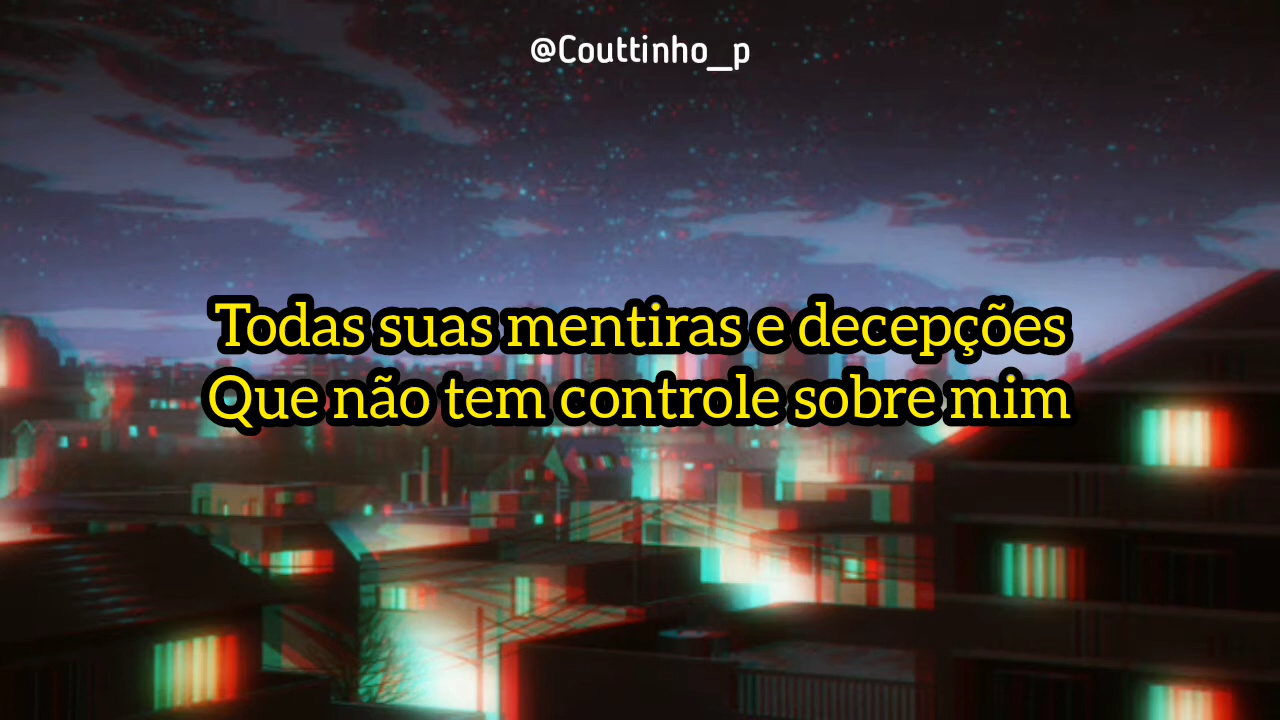 @Couttinho_p
Todas suas mentiras e decepções
Que não tem controle sobre mim